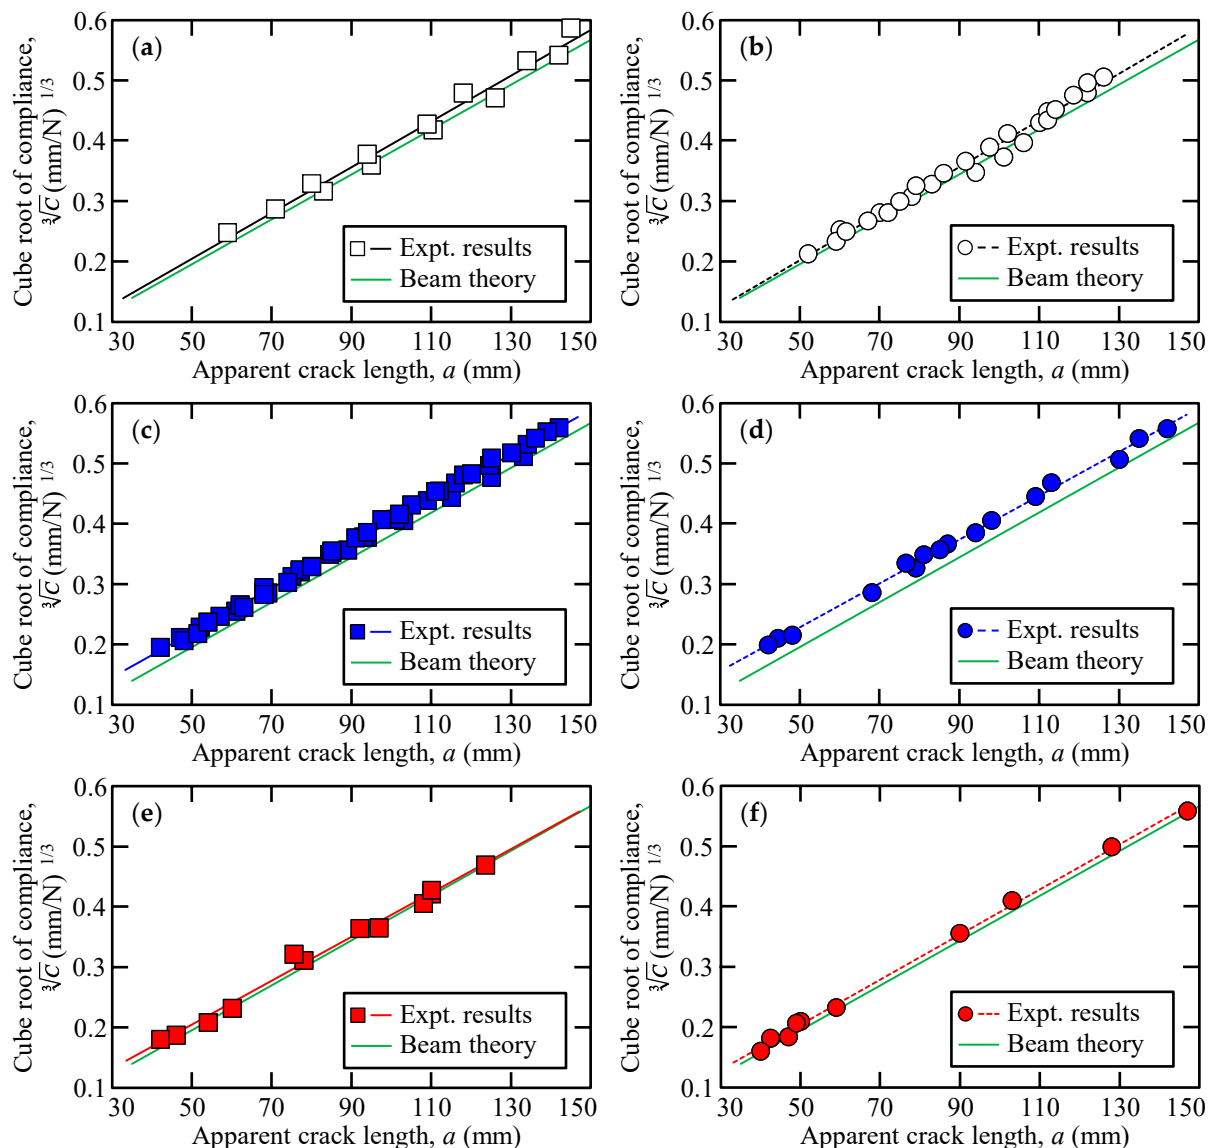 (a)
Cube root of compliance,
∛C (mm/N) 1/3
0.6
0.5
0.4
0.3
0.2
0.1
Expt. results
Beam theory
30 50 70 90 110 130 150
Apparent crack length, a (mm)
(b)
Cube root of compliance,
∛C (mm/N) 1/3
0.6
0.5
0.4
0.3
0.2
0.1
Expt. results
Beam theory
30 50 70 90 110 130 150
Apparent crack length, a (mm)
(c)
Cube root of compliance,
∛C (mm/N) 1/3
0.6
0.5
0.4
0.3
0.2
0.1
Expt. results
Beam theory
30 50 70 90 110 130 150
Apparent crack length, a (mm)
(d)
Cube root of compliance,
∛C (mm/N) 1/3
0.6
0.5
0.4
0.3
0.2
0.1
Expt. results
Beam theory
30 50 70 90 110 130 150
Apparent crack length, a (mm)
(e)
Cube root of compliance,
∛C (mm/N) 1/3
0.6
0.5
0.4
0.3
0.2
0.1
Expt. results
Beam theory
30 50 70 90 110 130 150
Apparent crack length, a (mm)
(f)
Cube root of compliance,
∛C (mm/N) 1/3
0.6
0.5
0.4
0.3
0.2
0.1
Expt. results
Beam theory
30 50 70 90 110 130 150
Apparent crack length, a (mm)